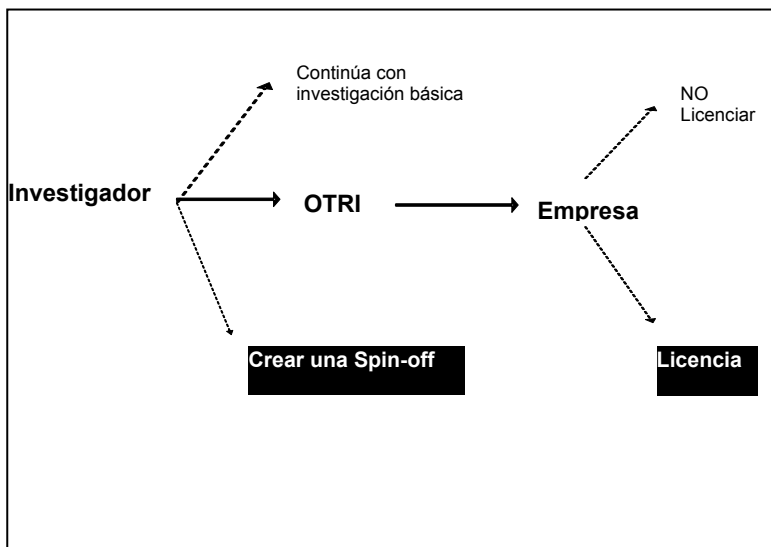 Continúa con
investigación básica
NO
Licenciar
Investigador
OTRI
Empresa
Crear una Spin-off
Licencia